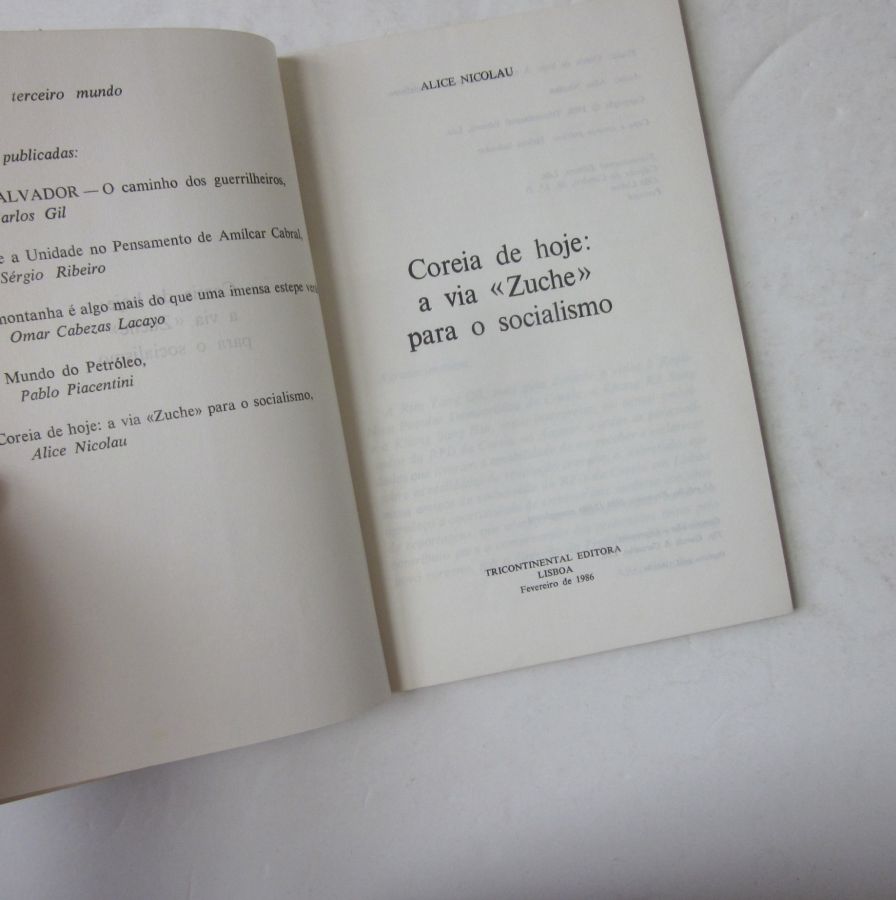 terceiro mundo
publicadas:
ALVADOR — O caminho dos guerrilheiros,
arlos Gil
e a Unidade no Pensamento de Amílcar Cabral,
Sérgio Ribeiro
montanha é algo mais do que uma imensa estepe
Omar Cabezas Lacayo
Mundo do Petróleo,
Pablo Piacentini
Coreia de hoje: a via «Zuche» para o socialismo,
Alice Nicolau
ALICE NICOLAU
Coreia de hoje:
a via «Zuche»
para o socialismo
TRICONTINENTAL EDITORA
LISBOA
Fevereiro de 1986